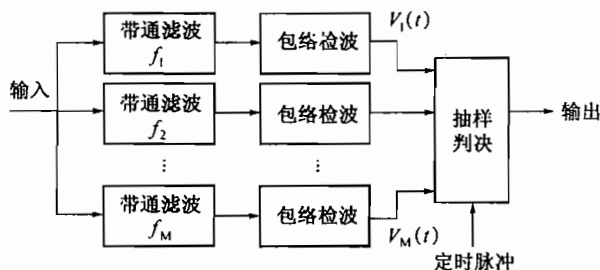 带通滤波
f₁
包络检波
V₁(t)
输入
带通滤波
f₂
包络检波
抽样
判决
输出
⋮
⋮
带通滤波
f_M
包络检波
V_M(t)
定时脉冲